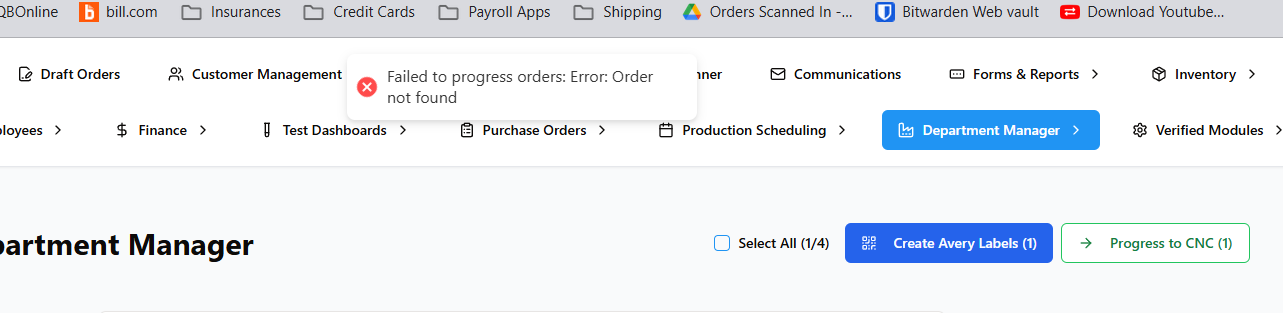 QBOnline bill.com Insurances Credit Cards Payroll Apps Shipping Orders Scanned In -... Bitwarden Web vault Download Youtube...
Draft Orders Customer Management Communications Forms & Reports Inventory
Failed to progress orders: Error: Order
not found
Finance Test Dashboards Purchase Orders Production Scheduling Department Manager Verified Modules
partment Manager Select All (1/4) Create Avery Labels (1) Progress to CNC (1)